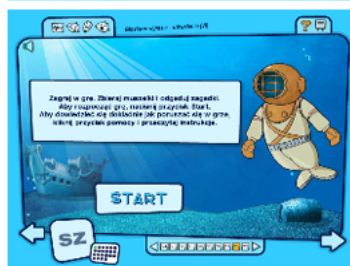 Zagraj w grę. Zbieraj muszelki i odgaduj zagadki.
Aby rozpocząć grę, naciśnij przycisk Start.
Aby dowiedzieć się dokładnie jak poruszać się w grze,
kliknij przycisk pomocy i przeczytaj instrukcję.
START
SZ